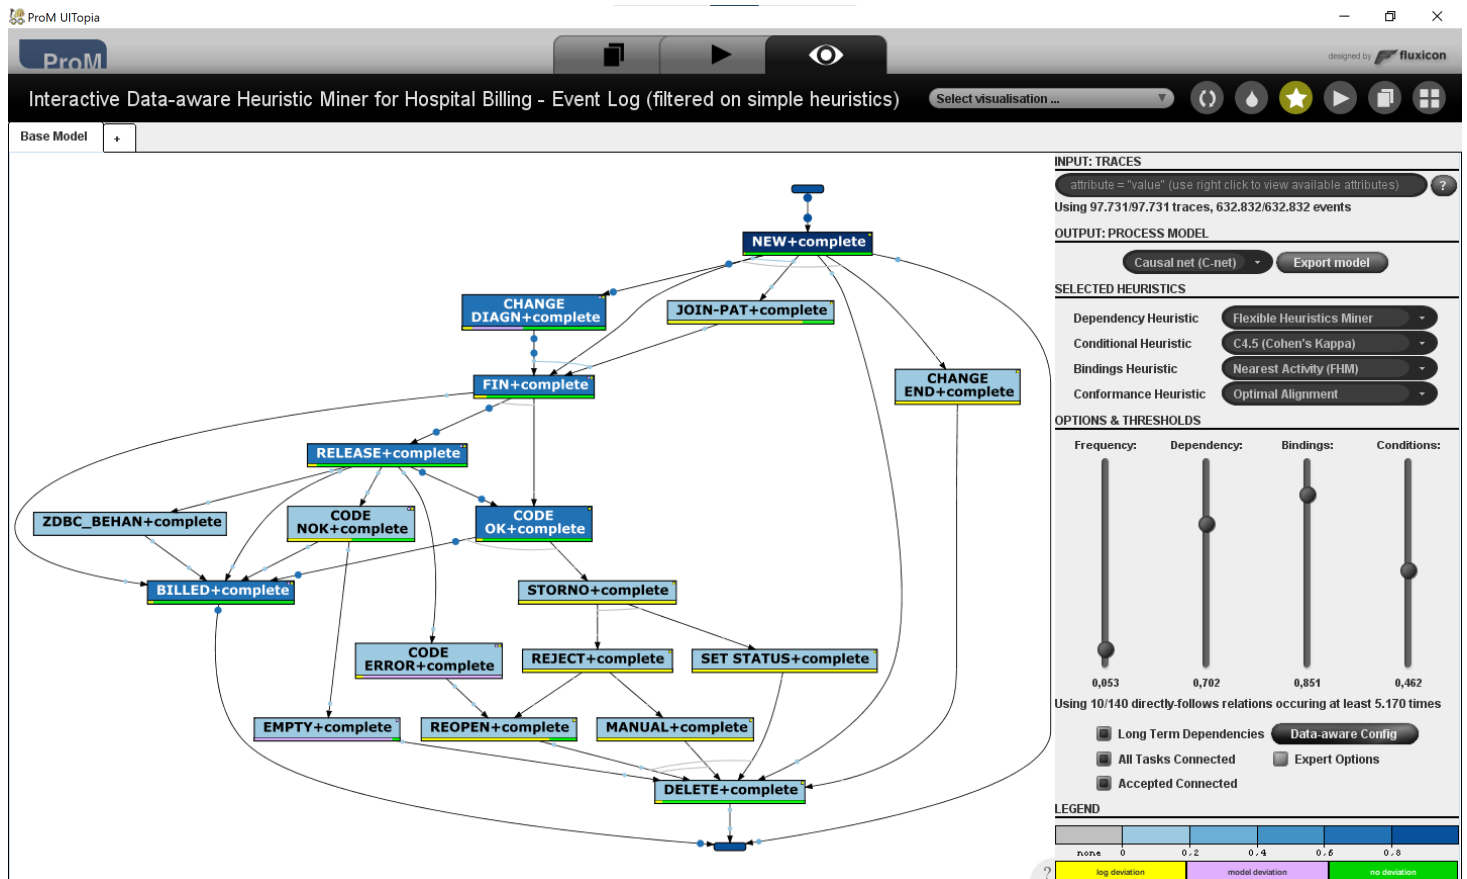 ProM UITopia
ProM
designed by fluxicon
Interactive Data-aware Heuristic Miner for Hospital Billing - Event Log (filtered on simple heuristics)
Select visualisation ...
Base Model
+
INPUT: TRACES
attribute = "value" (use right click to view available attributes)
?
Using 97.731/97.731 traces, 632.832/632.832 events
OUTPUT: PROCESS MODEL
Causal net (C-net)
Export model
SELECTED HEURISTICS
Dependency Heuristic
Flexible Heuristics Miner
Conditional Heuristic
C4.5 (Cohen's Kappa)
Bindings Heuristic
Nearest Activity (FHM)
Conformance Heuristic
Optimal Alignment
OPTIONS & THRESHOLDS
Frequency: Dependency: Bindings: Conditions:
0,053 0,702 0,851 0,462
Using 10/140 directly-follows relations occuring at least 5.170 times
Long Term Dependencies
Data-aware Config
All Tasks Connected
Expert Options
Accepted Connected
LEGEND
none 0 0.2 0.4 0.6 0.8
log deviation model deviation no deviation
?
NEW+complete
CHANGE
DIAGN+complete
JOIN-PAT+complete
FIN+complete
CHANGE
END+complete
RELEASE+complete
ZDBC_BEHAN+complete
CODE
NOK+complete
CODE
OK+complete
BILLED+complete
STORNO+complete
CODE
ERROR+complete
REJECT+complete
SET STATUS+complete
EMPTY+complete
REOPEN+complete
MANUAL+complete
DELETE+complete